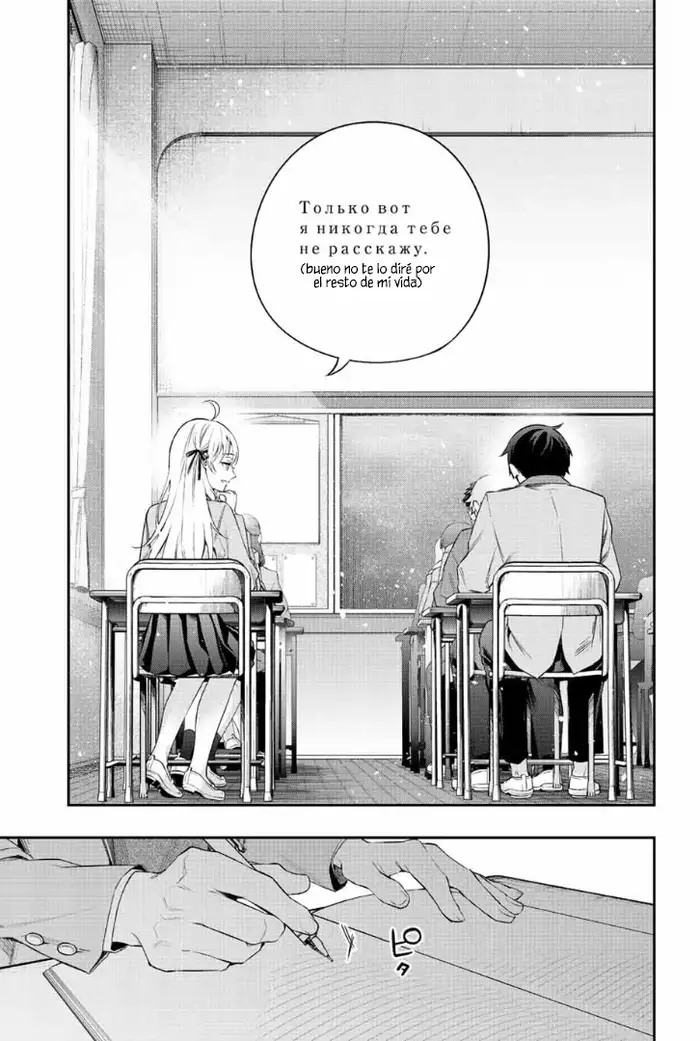 Только вот
я никогда тебе
не расскажу.
(bueno no te lo diré por
el resto de mi vida)
ピタ